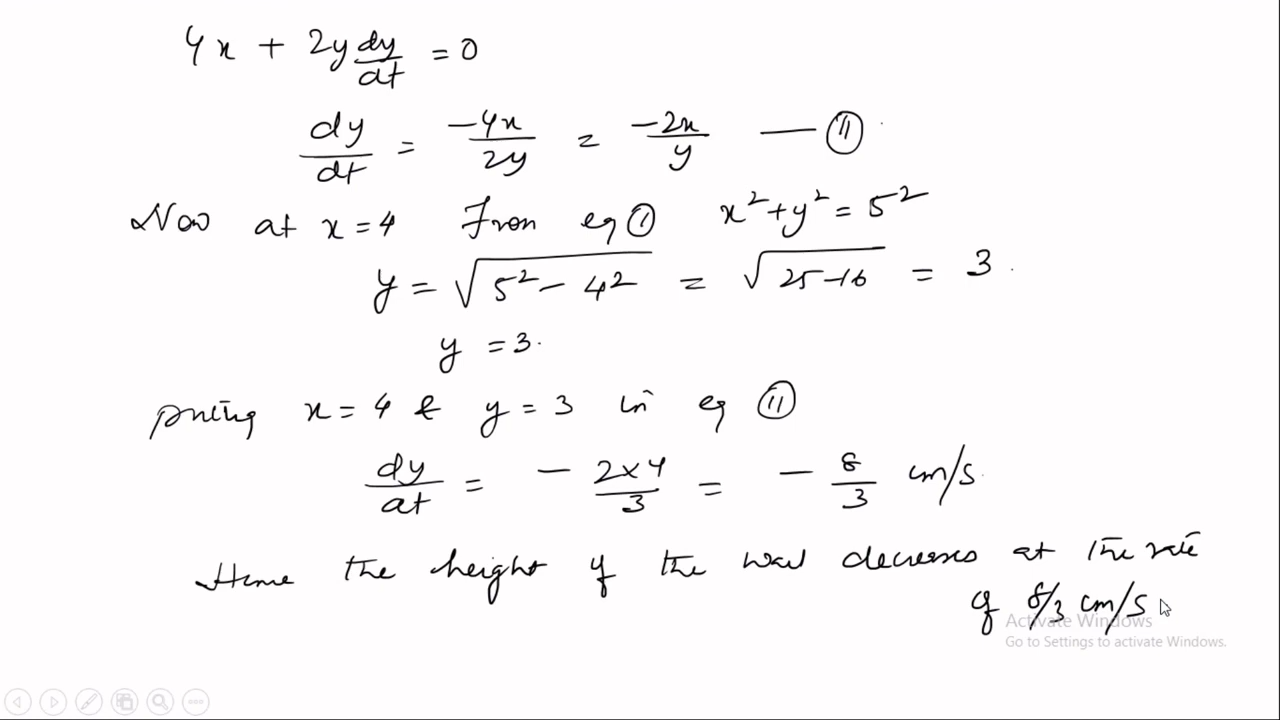 4x + 2y dy/dt = 0
dy/dt = -4x/2y = -2x/y — (II)
Now at x = 4 From eq (I) x² + y² = 5²
y = √(5² - 4²) = √(25-16) = 3.
y = 3.
x = 4 & y = 3 in eq (II)
dy/dt = - 2×4/3 = - 8/3 cm/s.
Hence the height of the wall decreases at the rate
of 8/3 cm/s
Activate Windows
Go to Settings to activate Windows.